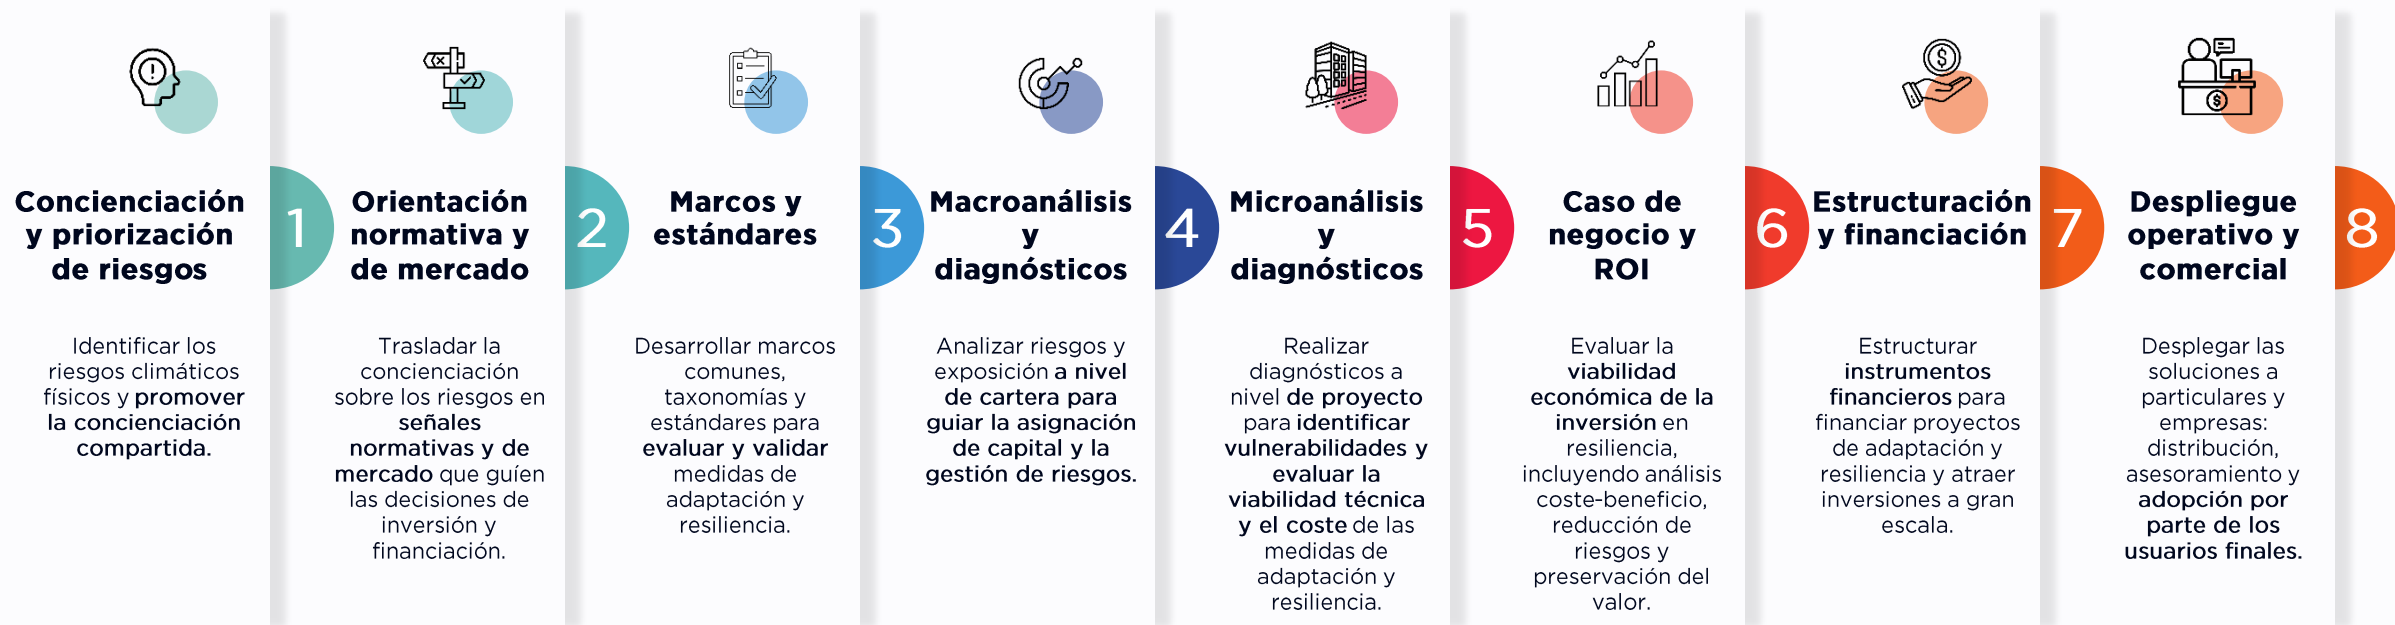 Concienciación
y priorización
de riesgos
Identificar los
riesgos climáticos
físicos y promover
la concienciación
compartida.
1
Orientación
normativa y
de mercado
Trasladar la
concienciación
sobre los riesgos en
señales
normativas y de
mercado que guíen
las decisiones de
inversión y
financiación.
2
Marcos y
estándares
Desarrollar marcos
comunes,
taxonomías y
estándares para
evaluar y validar
medidas de
adaptación y
resiliencia.
3
Macroanálisis
y
diagnósticos
Analizar riesgos y
exposición a nivel
de cartera para
guiar la asignación
de capital y la
gestión de riesgos.
4
Microanálisis
y
diagnósticos
Realizar
diagnósticos a
nivel de proyecto
para identificar
vulnerabilidades y
evaluar la
viabilidad técnica
y el coste de las
medidas de
adaptación y
resiliencia.
5
Caso de
negocio y
ROI
Evaluar la
viabilidad
económica de la
inversión en
resiliencia,
incluyendo análisis
coste-beneficio,
reducción de
riesgos y
preservación del
valor.
6
Estructuración
y financiación
Estructurar
instrumentos
financieros para
financiar proyectos
de adaptación y
resiliencia y atraer
inversiones a gran
escala.
7
Despliegue
operativo y
comercial
Desplegar las
soluciones a
particulares y
empresas:
distribución,
asesoramiento y
adopción por
parte de los
usuarios finales.
8